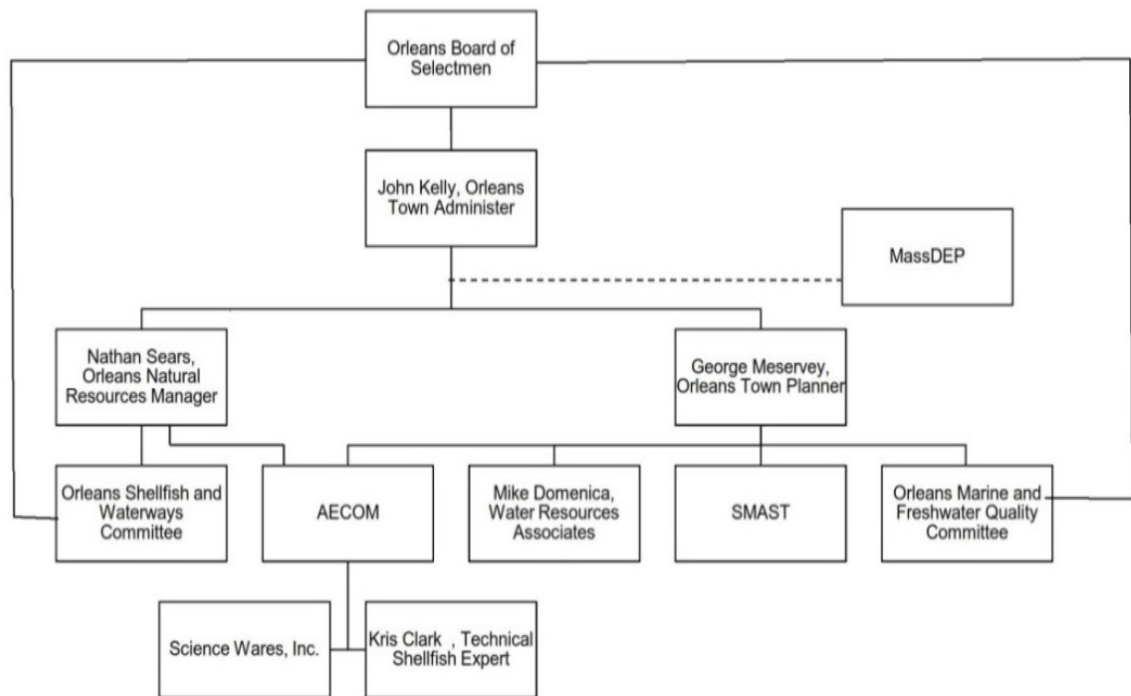 Orleans Board of
Selectmen
John Kelly, Orleans
Town Administer
MassDEP
Nathan Sears,
Orleans Natural
Resources Manager
George Meservey,
Orleans Town Planner
Orleans Shellfish and
Waterways
Committee
AECOM
Mike Domenica,
Water Resources
Associates
SMAST
Orleans Marine and
Freshwater Quality
Committee
Science Wares, Inc.
Kris Clark , Technical
Shellfish Expert